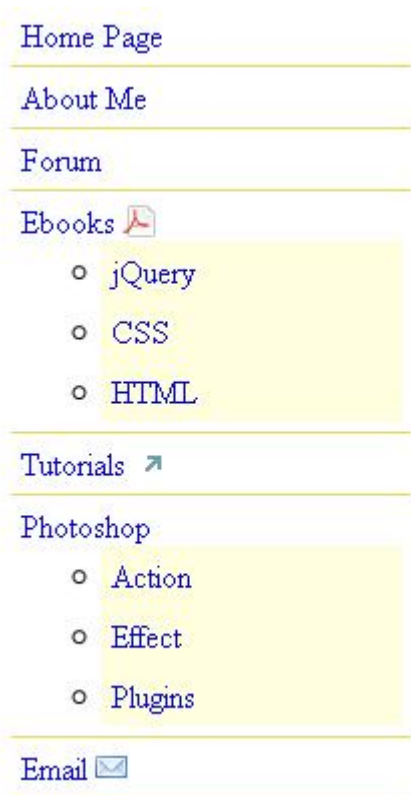 Home Page
About Me
Forum
Ebooks
jQuery
CSS
HTML
Tutorials
Photoshop
Action
Effect
Plugins
Email